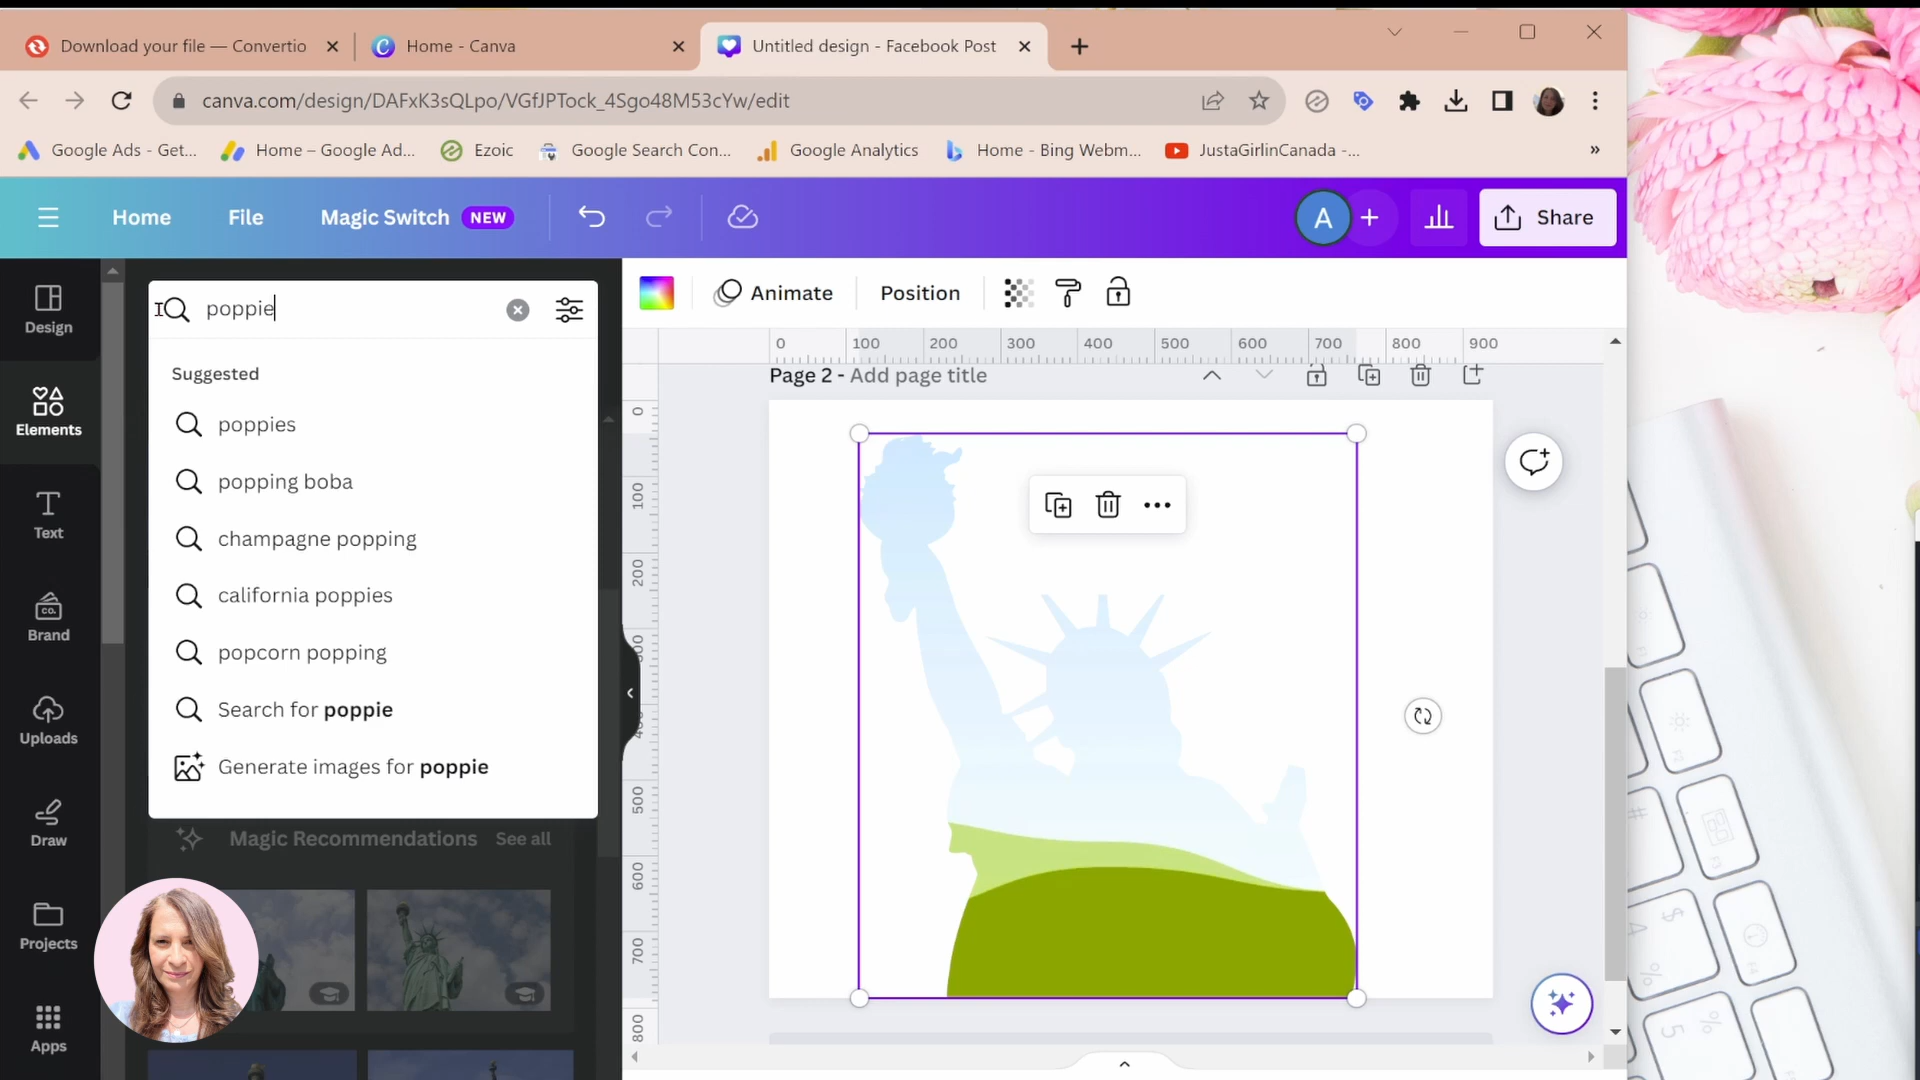 Download your file — Convertio
Home - Canva
Untitled design - Facebook Post
canva.com/design/DAFxK3sQLpo/VGfJPTock_4Sgo48M53cYw/edit
Google Ads - Get...
Home – Google Ad...
Ezoic
Google Search Con...
Google Analytics
Home - Bing Webm...
JustaGirlinCanada -...
»
Home
File
Magic Switch NEW
A
Share
Design
Elements
Text
Brand
Uploads
Draw
Projects
Apps
poppie
Suggested
poppies
popping boba
champagne popping
california poppies
popcorn popping
Search for poppie
Generate images for poppie
Magic Recommendations See all
Animate
Position
0 100 200 300 400 500 600 700 800 900
Page 2 - Add page title
0
100
200
500
600
700
800